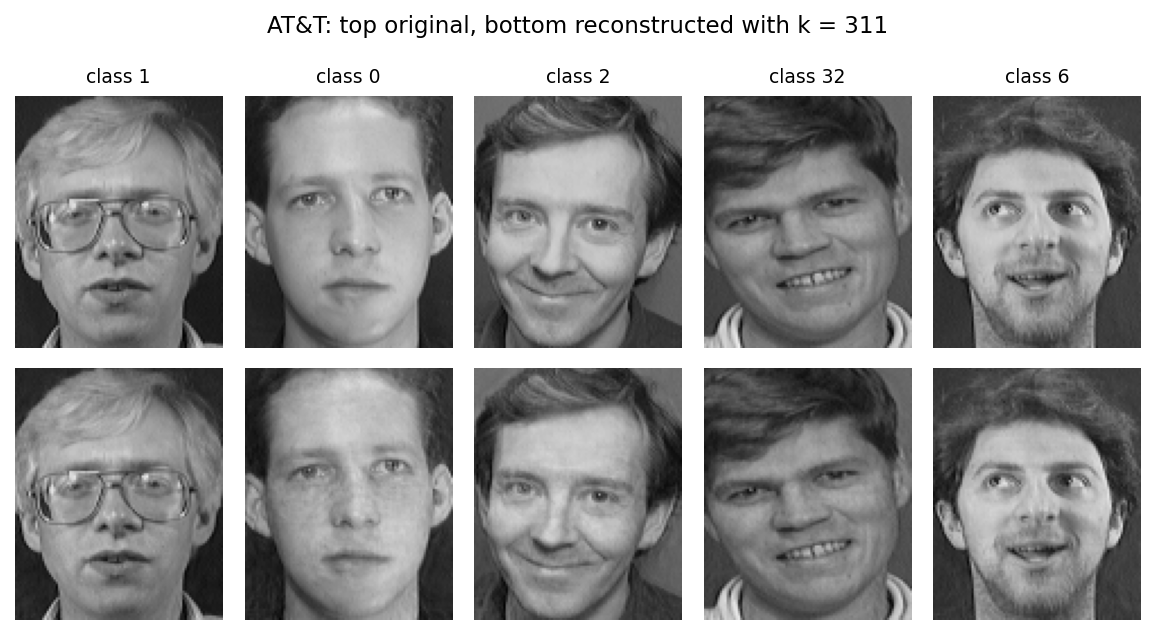 AT&T: top original, bottom reconstructed with k = 311
class 1 class 0 class 2 class 32 class 6